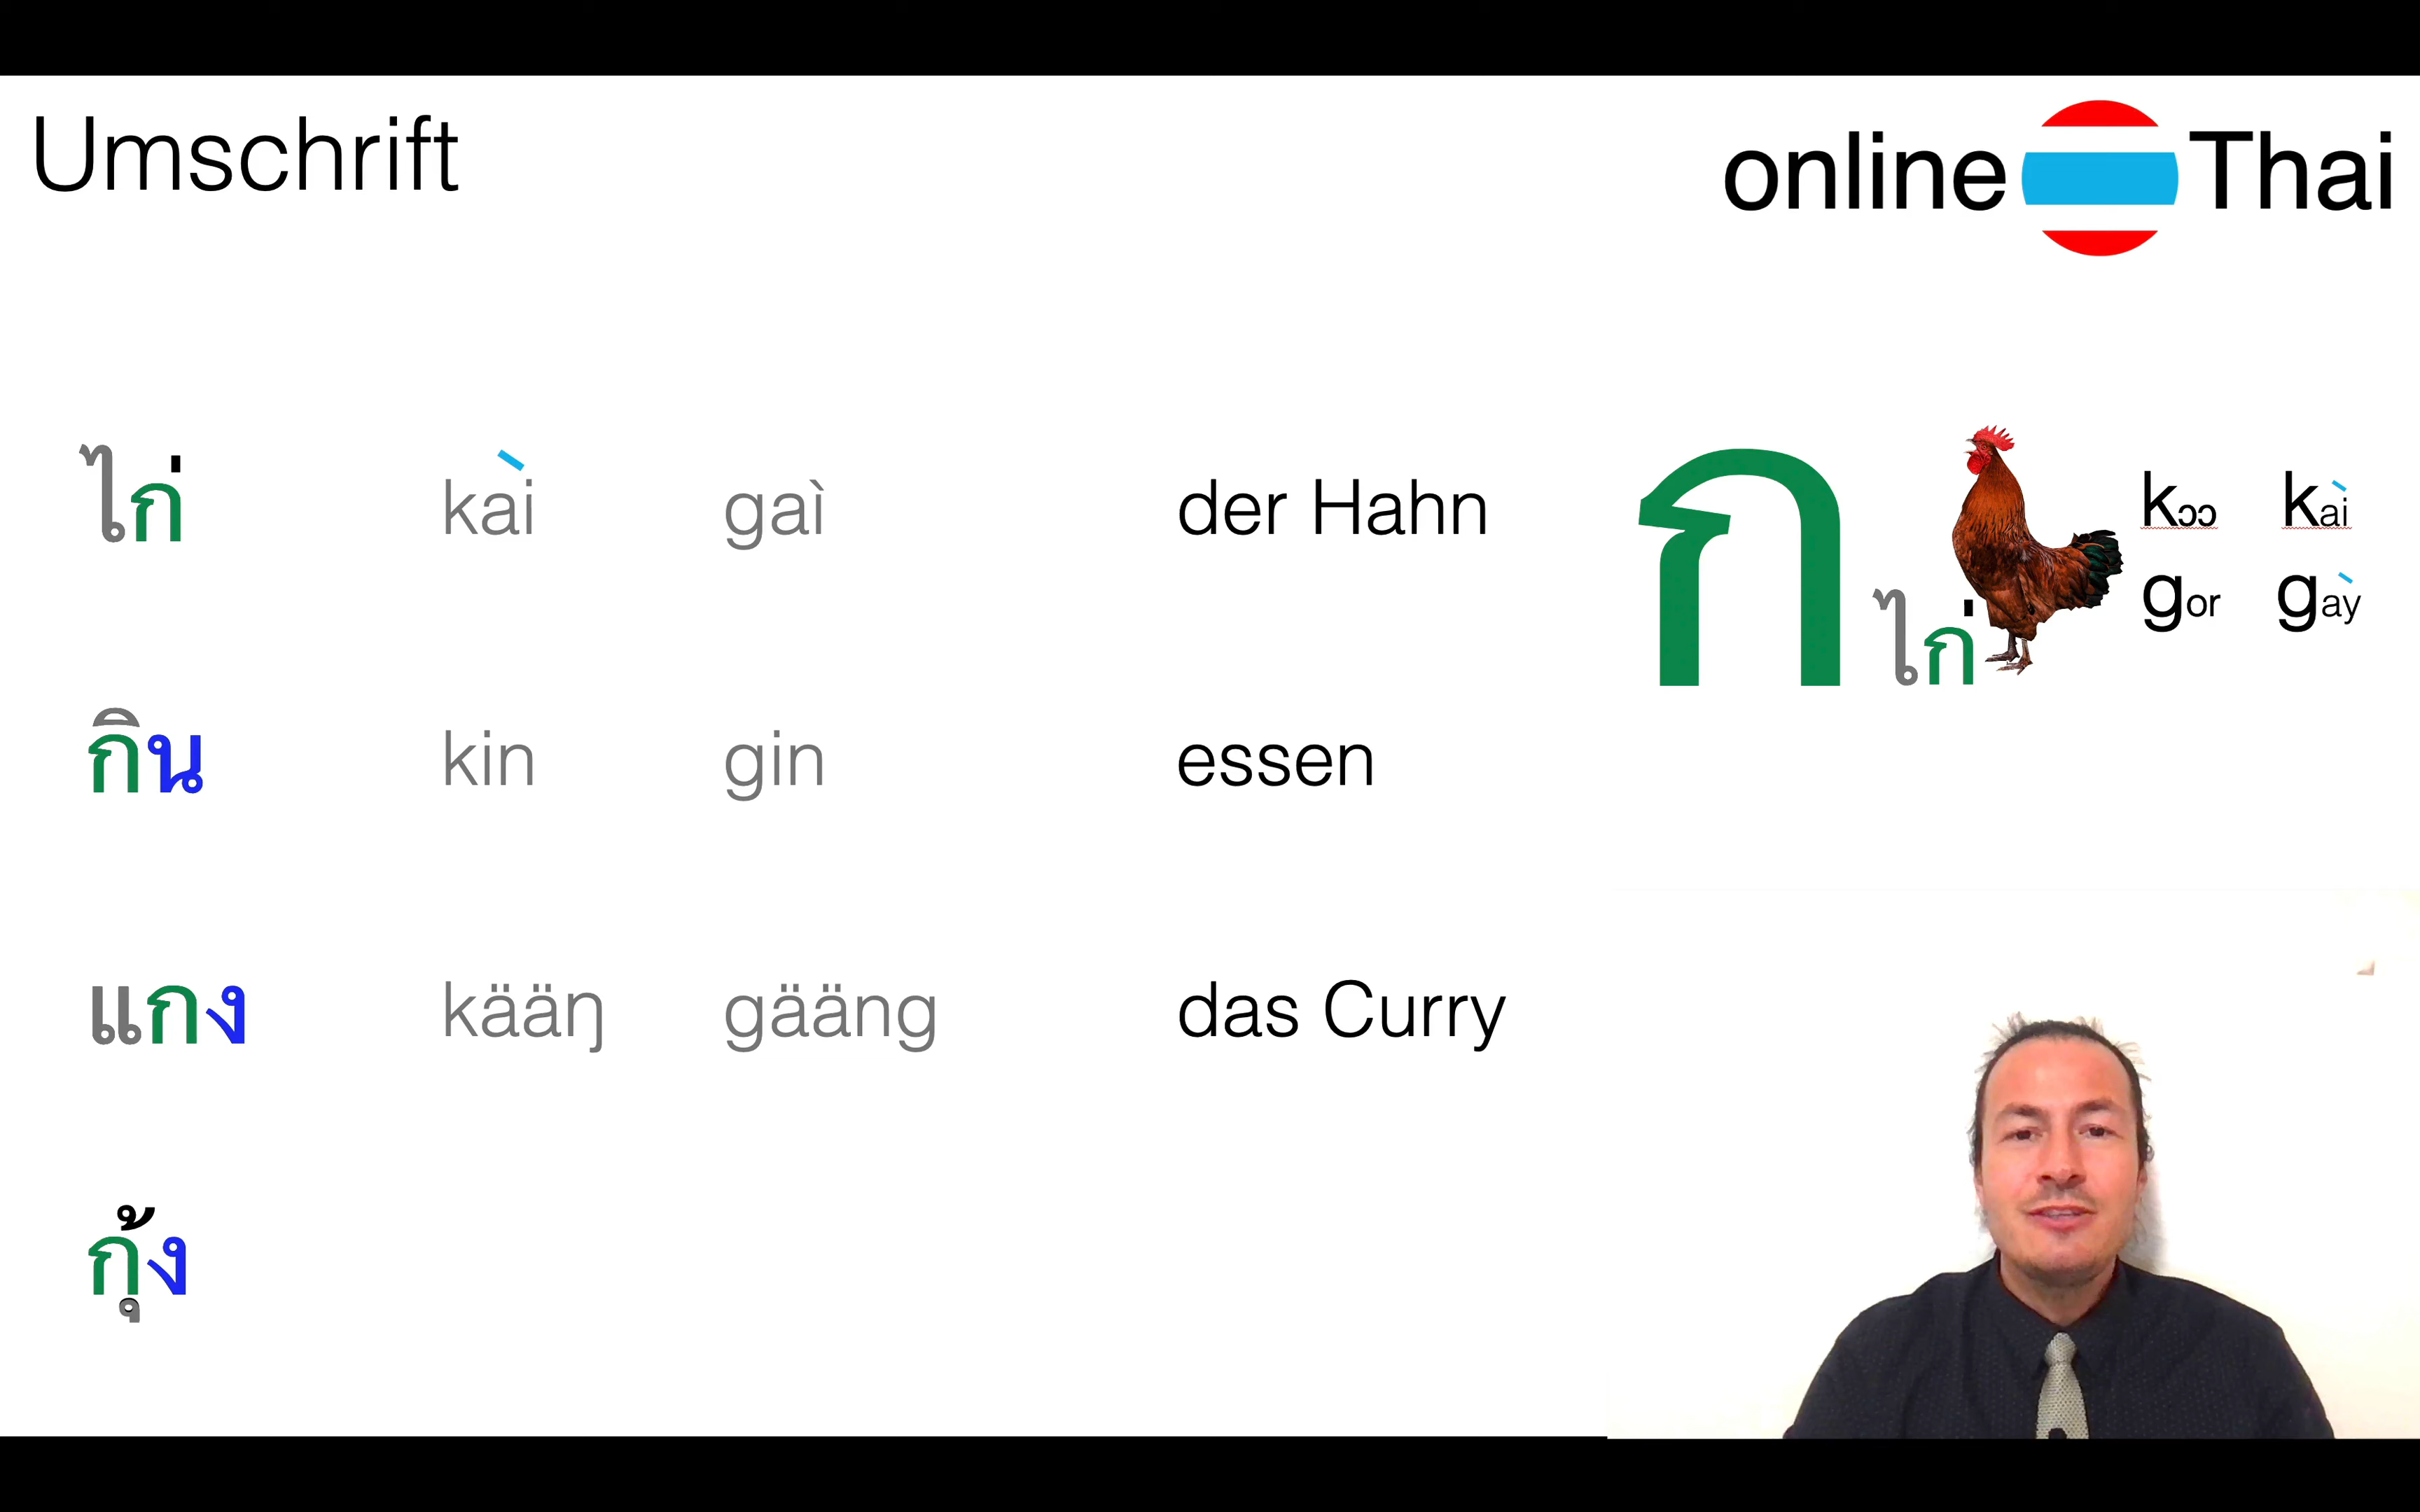 Umschrift
online Thai
ไก่ kài gaì der Hahn
ก ไก่ kɔɔ kài
gor gày
กิน kin gin essen
แกง kääŋ gääng das Curry
กุ้ง